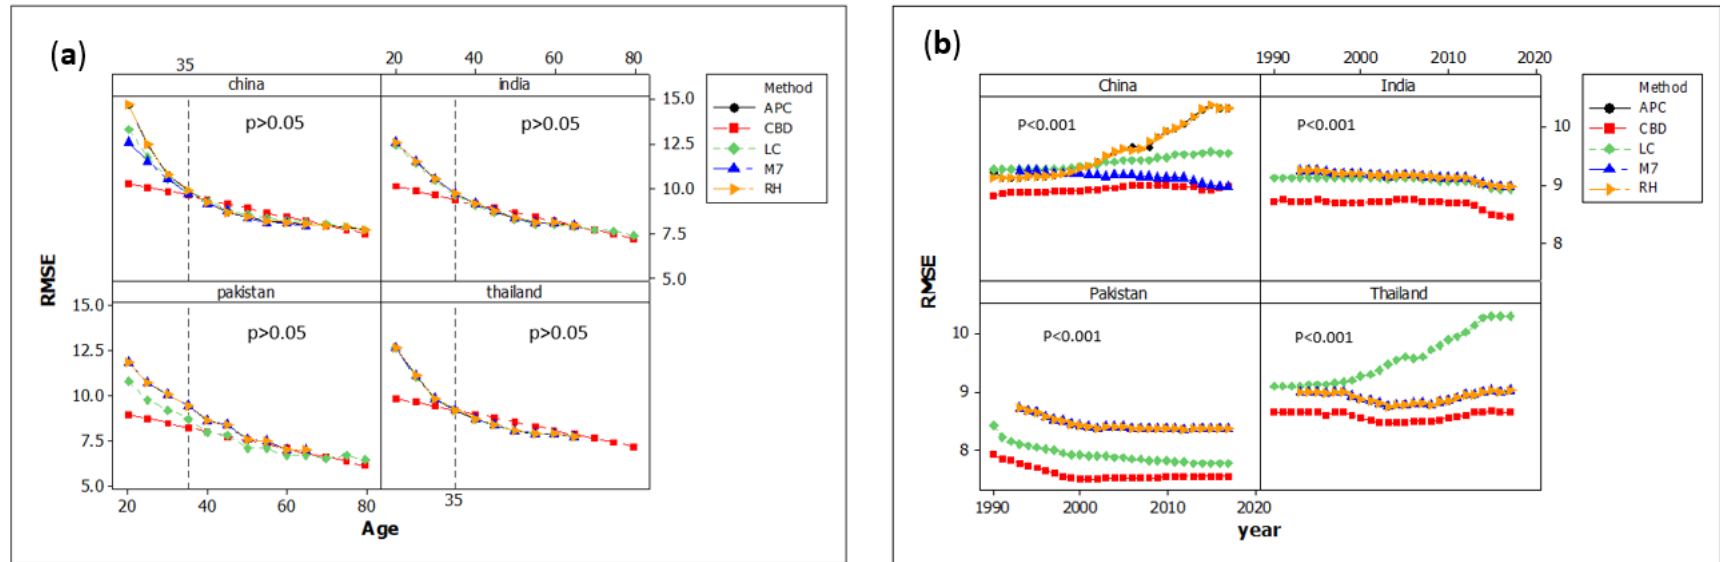 (a)
20 40 60 80
35
china india
p>0.05 p>0.05
15.0
12.5
10.0
7.5
5.0
Method
APC
CBD
LC
M7
RH
RMSE
pakistan thailand
p>0.05 p>0.05
15.0
12.5
10.0
7.5
5.0
20 40 60 80
35
Age
(b)
1990 2000 2010 2020
China India
P<0.001 P<0.001
10
9
8
Method
APC
CBD
LC
M7
RH
RMSE
Pakistan Thailand
P<0.001 P<0.001
10
9
8
1990 2000 2010 2020
year